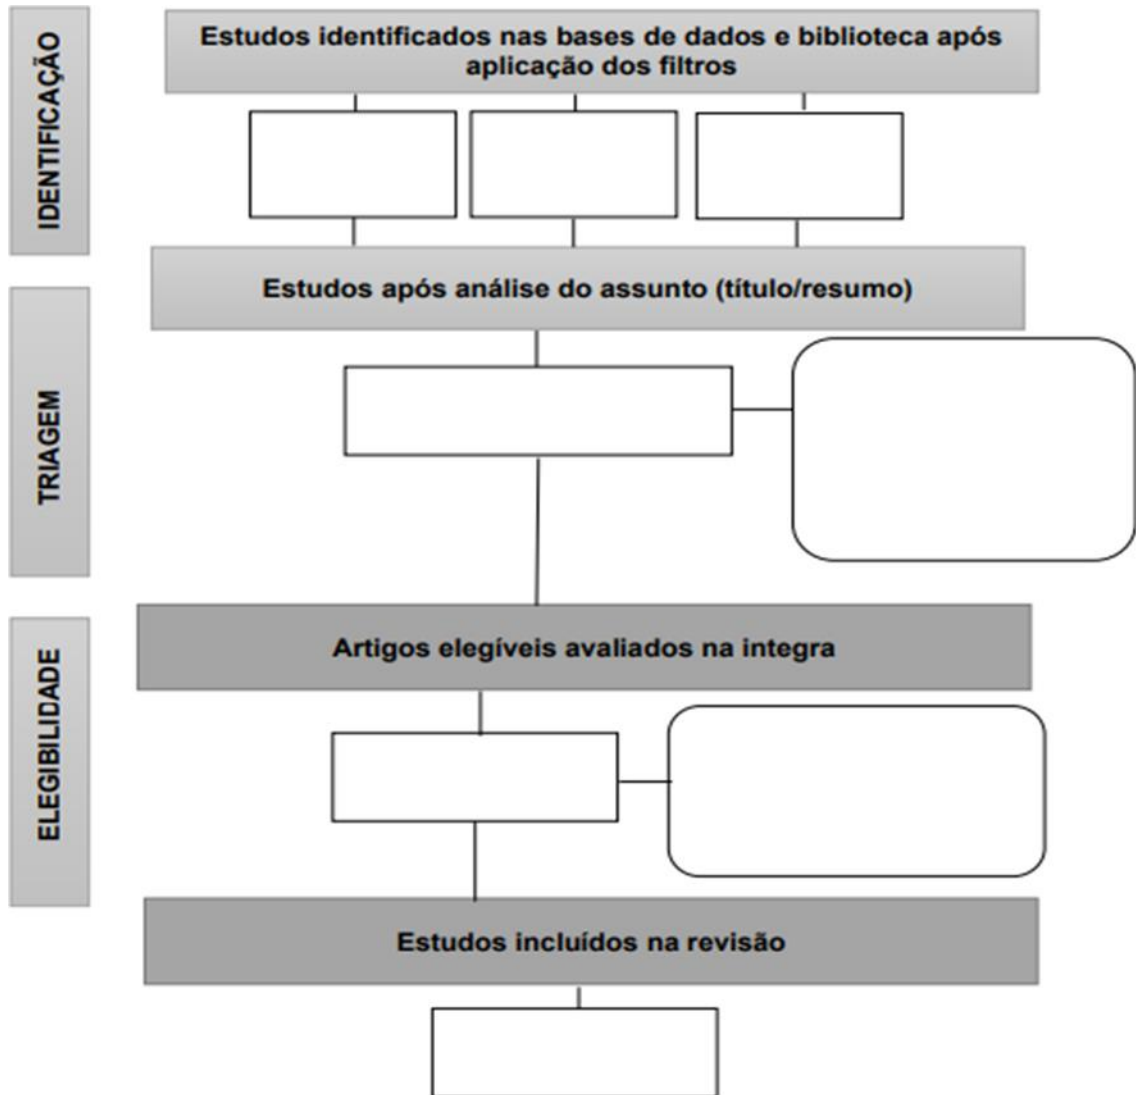 IDENTIFICAÇÃO
Estudos identificados nas bases de dados e biblioteca após
aplicação dos filtros
Estudos após análise do assunto (título/resumo)
TRIAGEM
Artigos elegíveis avaliados na integra
ELEGIBILIDADE
Estudos incluídos na revisão